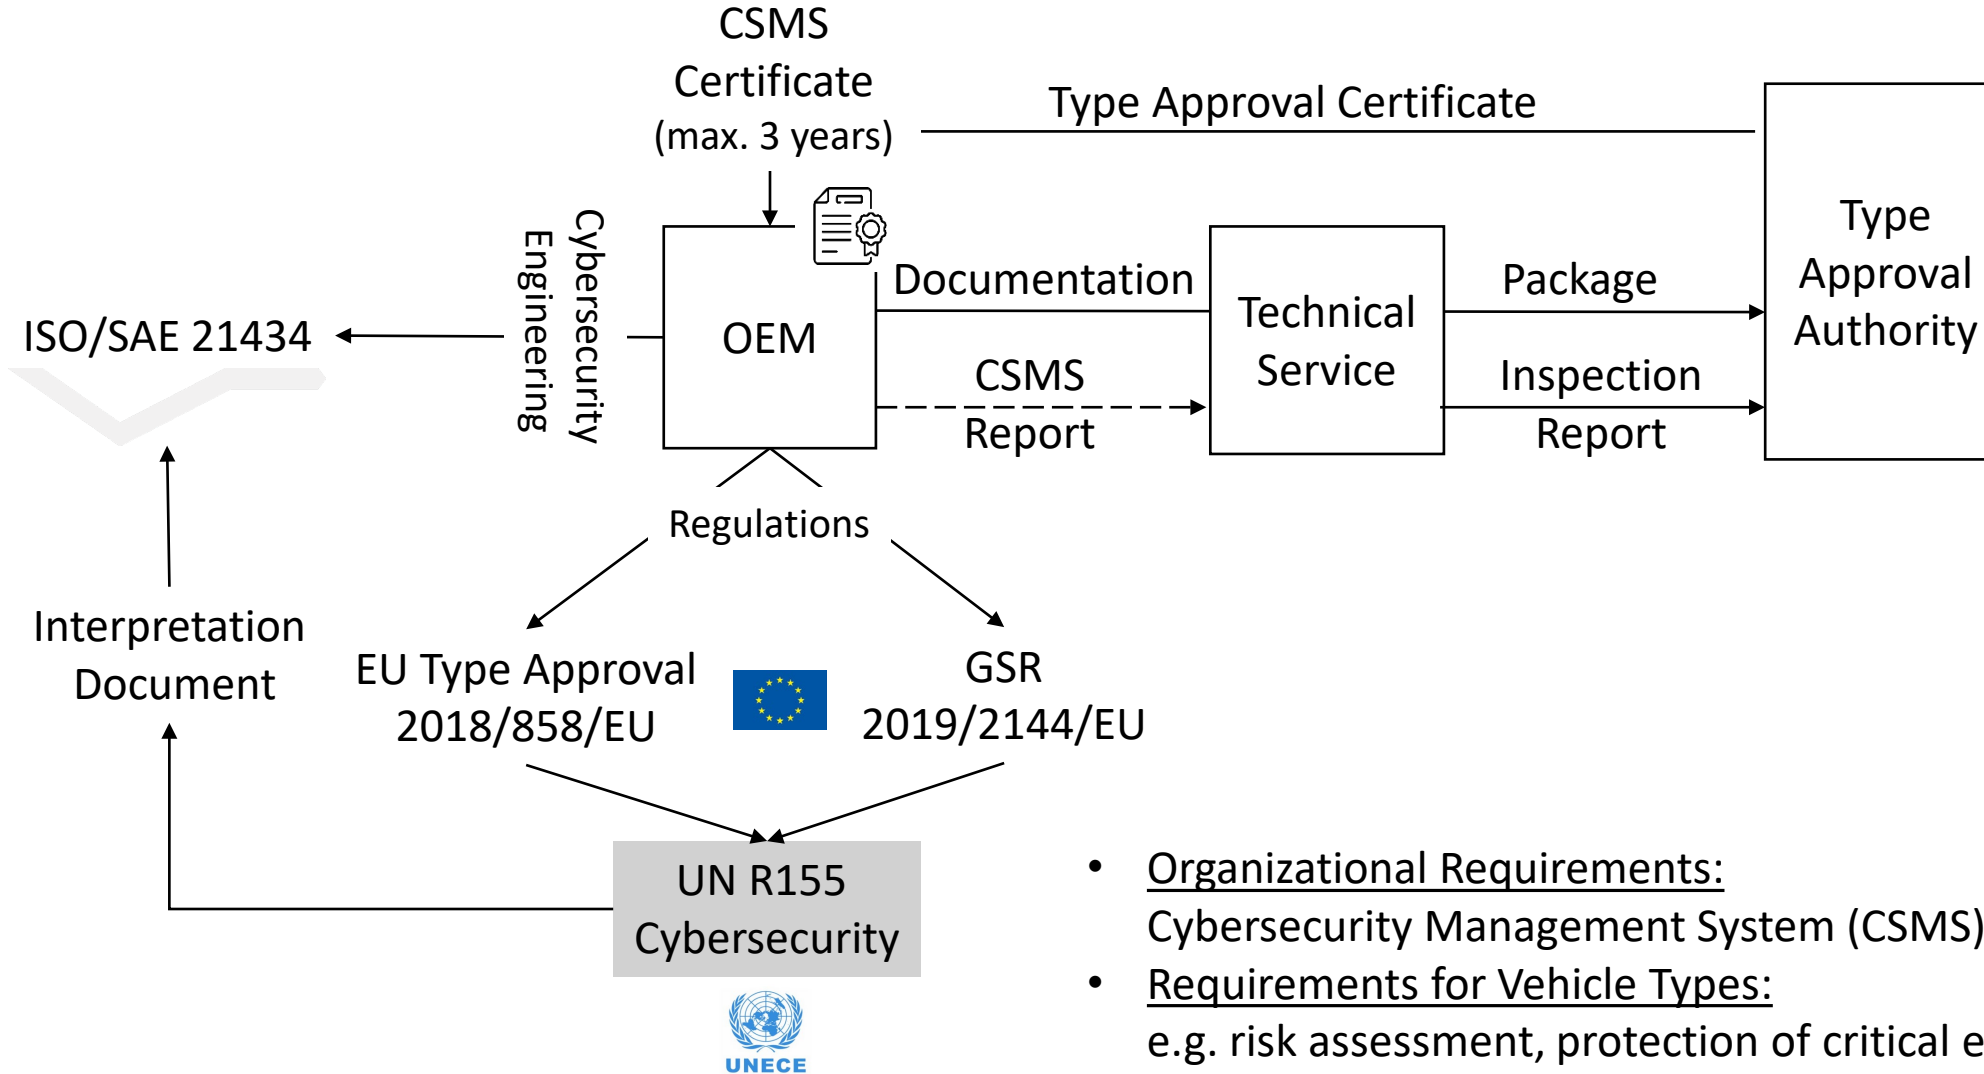 CSMS
Certificate
(max. 3 years)
Type Approval Certificate
Cybersecurity
Engineering
ISO/SAE 21434
OEM
Documentation
CSMS
Report
Technical
Service
Package
Inspection
Report
Type
Approval
Authority
Regulations
Interpretation
Document
EU Type Approval
2018/858/EU
GSR
2019/2144/EU
UN R155
Cybersecurity
UNECE
• Organizational Requirements:
Cybersecurity Management System (CSMS)
• Requirements for Vehicle Types:
e.g. risk assessment, protection of critical